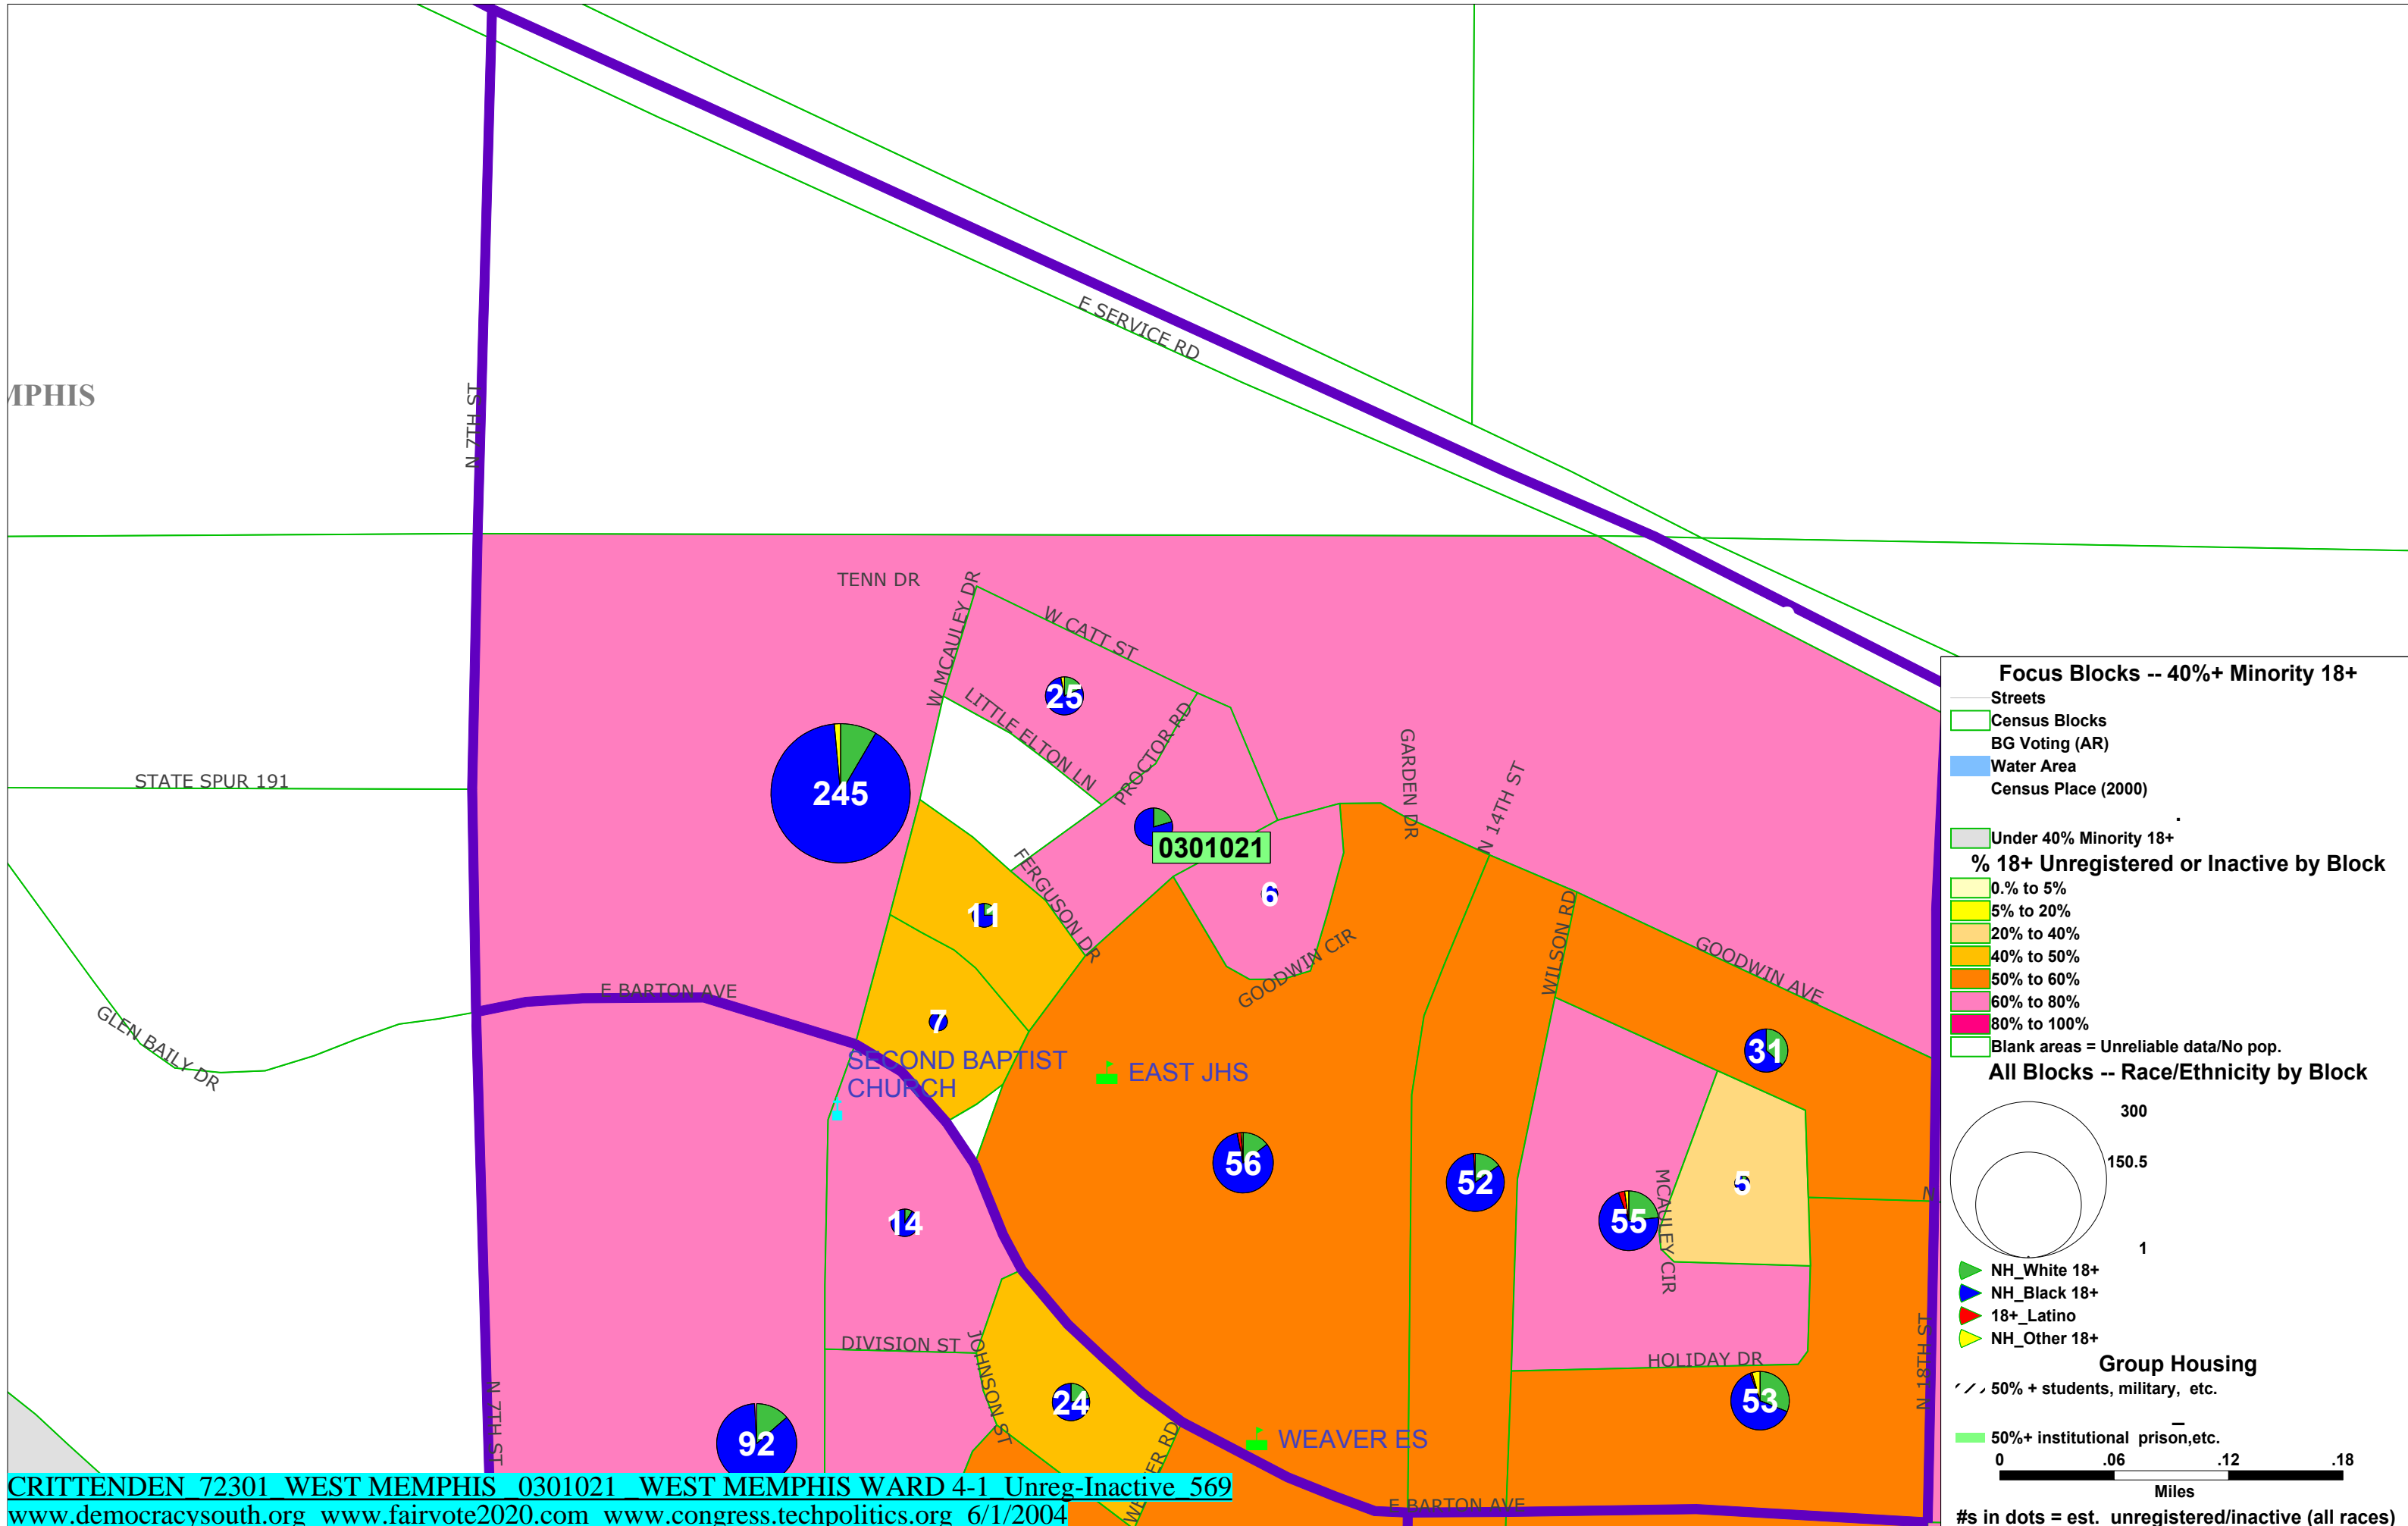 E SERVICE RD
MPHIS
N 7TH ST
TENN DR
W MCAULEY DR
W CATT ST
25
LITTLE ELTON LN
PROCTOR RD
245
STATE SPUR 191
GARDEN DR
N 14TH ST
0301021
FERGUSON DR
6
11
GOODWIN CIR
WILSON RD
GOODWIN AVE
E BARTON AVE
7
GLEN BAILY DR
SECOND BAPTIST
CHURCH
EAST JHS
31
56
52
55
5
MCAULEY CIR
14
N
DIVISION ST
JOHNSON ST
HOLIDAY DR
N 18TH ST
24
53
92
N 7TH ST
WEAVER ES
E BARTON AVE
CRITTENDEN_72301_WEST MEMPHIS_ 0301021 _WEST MEMPHIS WARD 4-1_Unreg-Inactive_569
www.democracysouth.org www.fairvote2020.com www.congress.techpolitics.org 6/1/2004
Focus Blocks -- 40%+ Minority 18+
Streets
Census Blocks
BG Voting (AR)
Water Area
Census Place (2000)
.
Under 40% Minority 18+
% 18+ Unregistered or Inactive by Block
0.% to 5%
5% to 20%
20% to 40%
40% to 50%
50% to 60%
60% to 80%
80% to 100%
Blank areas = Unreliable data/No pop.
All Blocks -- Race/Ethnicity by Block
300
150.5
1
NH_White 18+
NH_Black 18+
18+_Latino
NH_Other 18+
Group Housing
50% + students, military, etc.
_
50%+ institutional prison,etc.
0 .06 .12 .18
Miles
#s in dots = est. unregistered/inactive (all races)